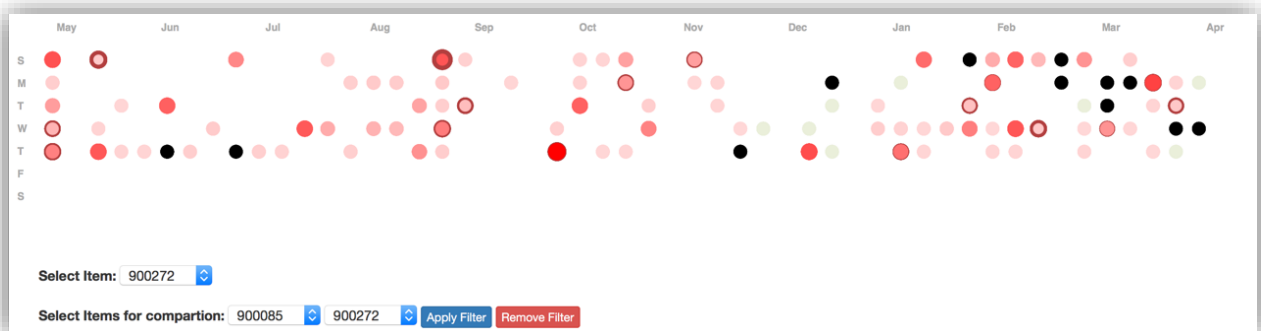 May Jun Jul Aug Sep Oct Nov Dec Jan Feb Mar Apr
S
M
T
W
T
F
S
Select Item: 900272
Select Items for compartion: 900085 900272 Apply Filter Remove Filter